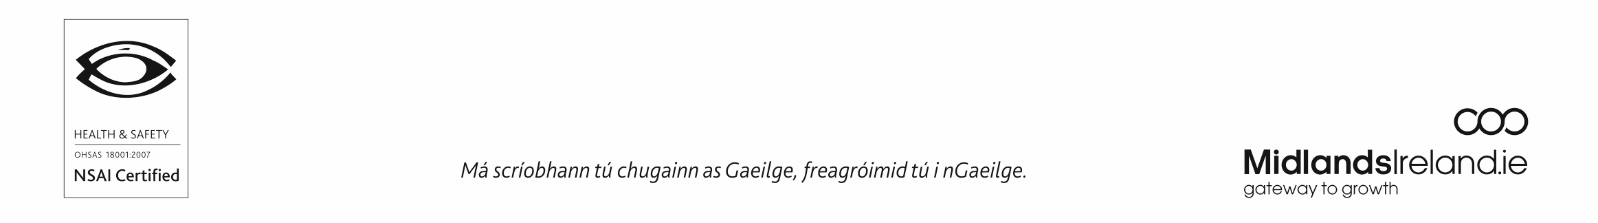 HEALTH & SAFETY
OHSAS 18001:2007
NSAI Certified
Má scríobhann tú chugainn as Gaeilge, freagróimid tú i nGaeilge.
MidlandsIreland.ie
gateway to growth